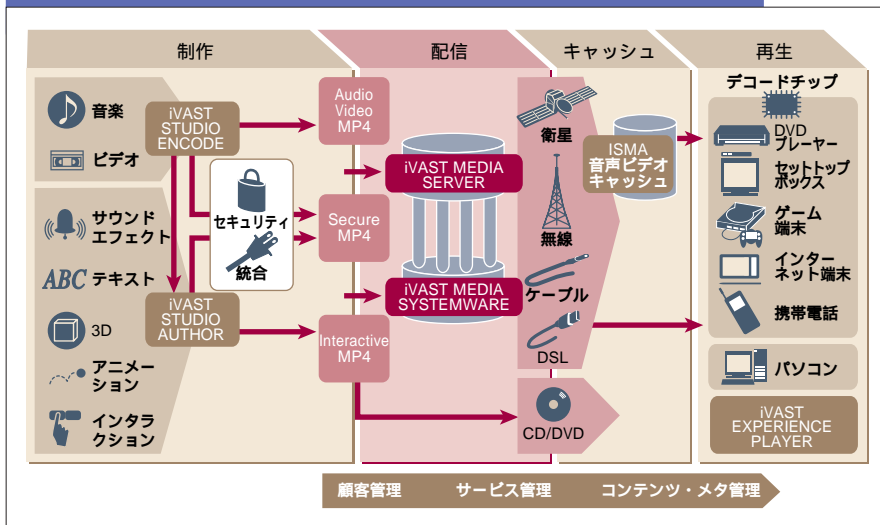 制作
配信
キャッシュ
再生
音楽
ビデオ
サウンド
エフェクト
ABC テキスト
3D
アニメー
ション
インタラ
クション
iVAST
STUDIO
ENCODE
セキュリティ
統合
iVAST
STUDIO
AUTHOR
Audio
Video
MP4
Secure
MP4
Interactive
MP4
iVAST MEDIA
SERVER
iVAST MEDIA
SYSTEMWARE
衛星
無線
ケーブル
DSL
CD/DVD
ISMA
音声ビデオ
キャッシュ
デコードチップ
DVD
プレーヤー
セットトップ
ボックス
ゲーム
端末
インター
ネット端末
携帯電話
パソコン
iVAST
EXPERIENCE
PLAYER
顧客管理 サービス管理 コンテンツ・メタ管理